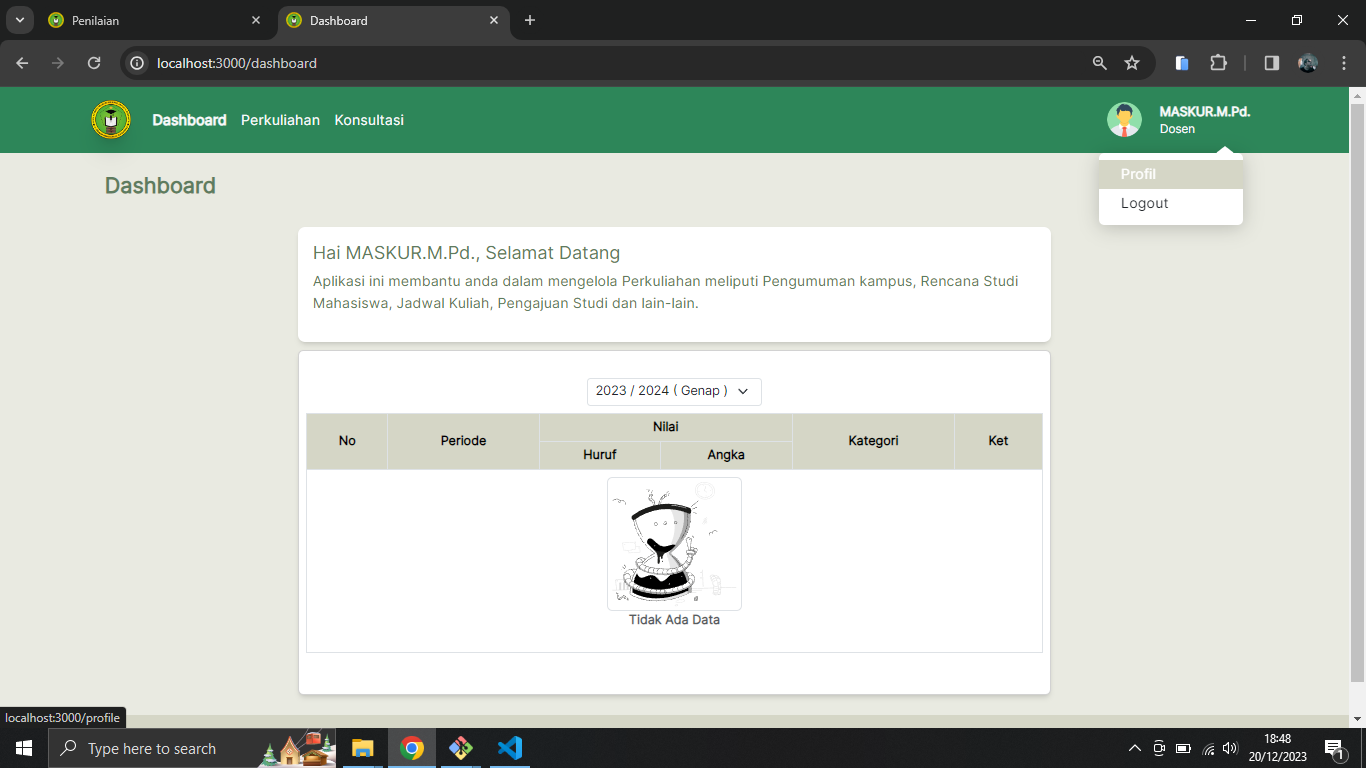 Penilaian
Dashboard
localhost:3000/dashboard
Dashboard Perkuliahan Konsultasi
MASKUR.M.Pd.
Dosen
Profil
Logout
Dashboard
Hai MASKUR.M.Pd., Selamat Datang
Aplikasi ini membantu anda dalam mengelola Perkuliahan meliputi Pengumuman kampus, Rencana Studi
Mahasiswa, Jadwal Kuliah, Pengajuan Studi dan lain-lain.
2023 / 2024 ( Genap )
No Periode Nilai Kategori Ket
Huruf Angka
Tidak Ada Data
localhost:3000/profile
Type here to search
18:48
20/12/2023
1